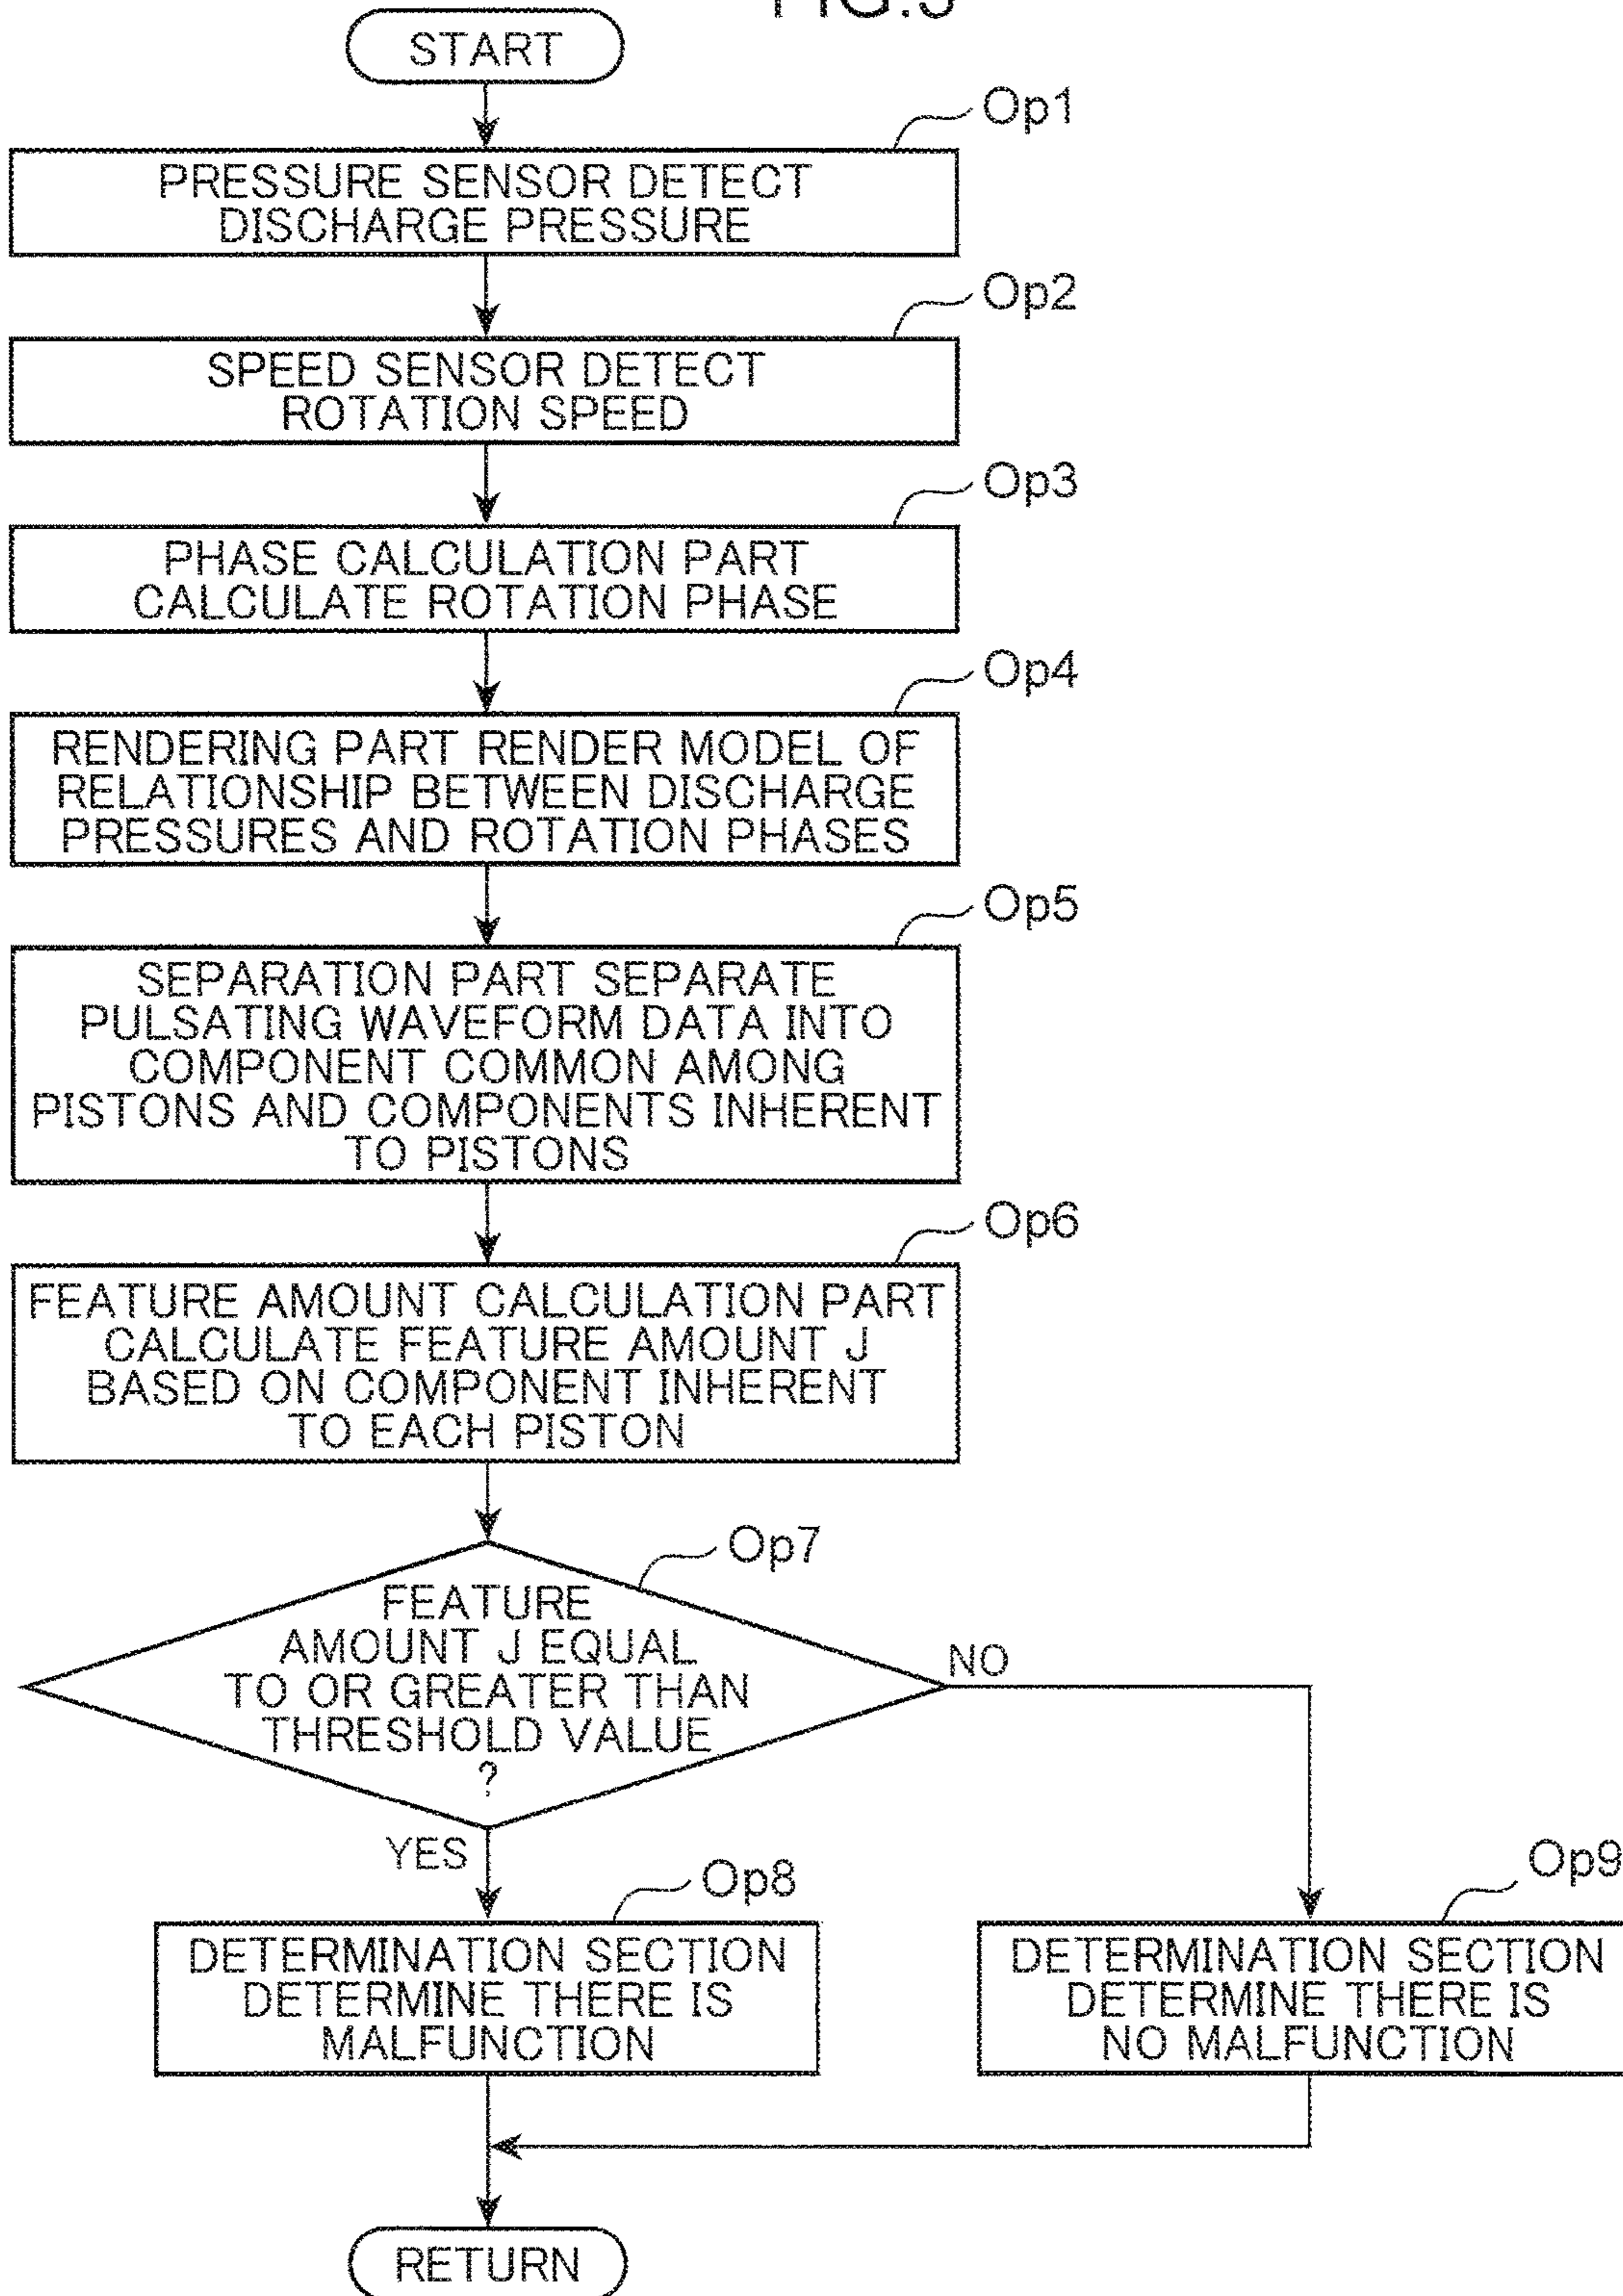 START
Op1
PRESSURE SENSOR DETECT
DISCHARGE PRESSURE
Op2
SPEED SENSOR DETECT
ROTATION SPEED
Op3
PHASE CALCULATION PART
CALCULATE ROTATION PHASE
Op4
RENDERING PART RENDER MODEL OF
RELATIONSHIP BETWEEN DISCHARGE
PRESSURES AND ROTATION PHASES
Op5
SEPARATION PART SEPARATE
PULSATING WAVEFORM DATA INTO
COMPONENT COMMON AMONG
PISTONS AND COMPONENTS INHERENT
TO PISTONS
Op6
FEATURE AMOUNT CALCULATION PART
CALCULATE FEATURE AMOUNT J
BASED ON COMPONENT INHERENT
TO EACH PISTON
Op7
FEATURE
AMOUNT J EQUAL
TO OR GREATER THAN
THRESHOLD VALUE
?
NO
YES
Op8
DETERMINATION SECTION
DETERMINE THERE IS
MALFUNCTION
Op9
DETERMINATION SECTION
DETERMINE THERE IS
NO MALFUNCTION
RETURN